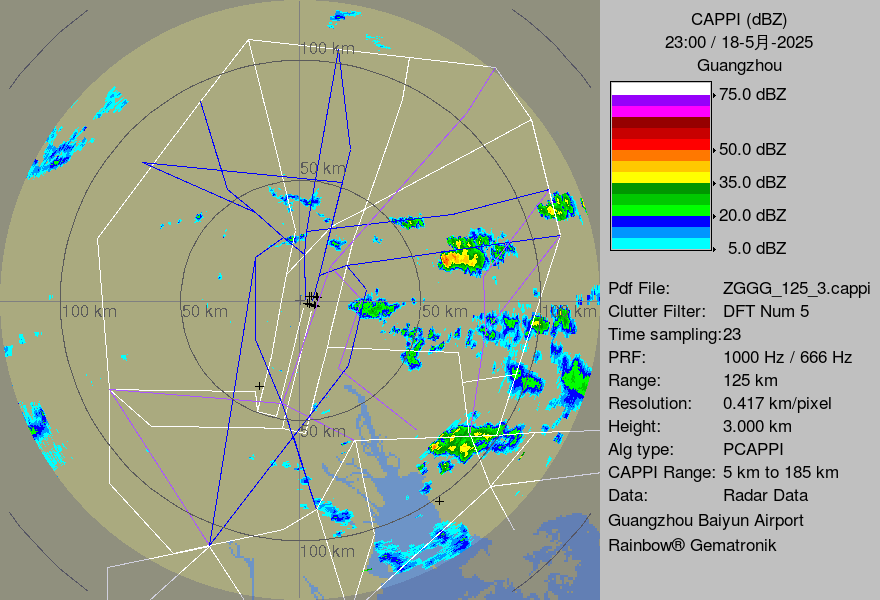 CAPPI (dBZ)
23:00 / 18-5月-2025
Guangzhou
75.0 dBZ
50.0 dBZ
35.0 dBZ
20.0 dBZ
5.0 dBZ
Pdf File: ZGGG_125_3.cappi
Clutter Filter: DFT Num 5
Time sampling:23
PRF: 1000 Hz / 666 Hz
Range: 125 km
Resolution: 0.417 km/pixel
Height: 3.000 km
Alg type: PCAPPI
CAPPI Range: 5 km to 185 km
Data: Radar Data
Guangzhou Baiyun Airport
Rainbow® Gematronik
100 km
50 km
100 km
50 km
50 km
100 km
50 km
100 km